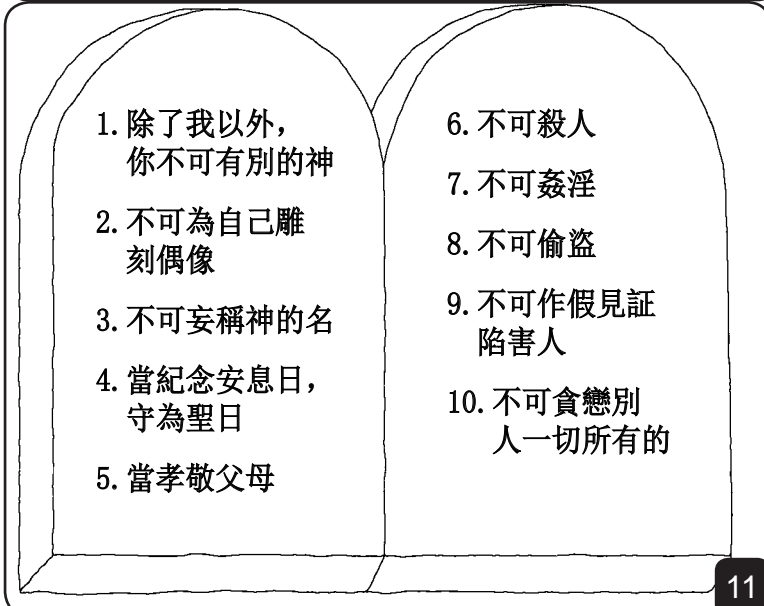 1. 除了我以外，
你不可有別的神
2. 不可為自己雕
刻偶像
3. 不可妄稱神的名
4. 當紀念安息日，
守為聖日
5. 當孝敬父母
6. 不可殺人
7. 不可姦淫
8. 不可偷盜
9. 不可作假見証
陷害人
10. 不可貪戀別
人一切所有的
11